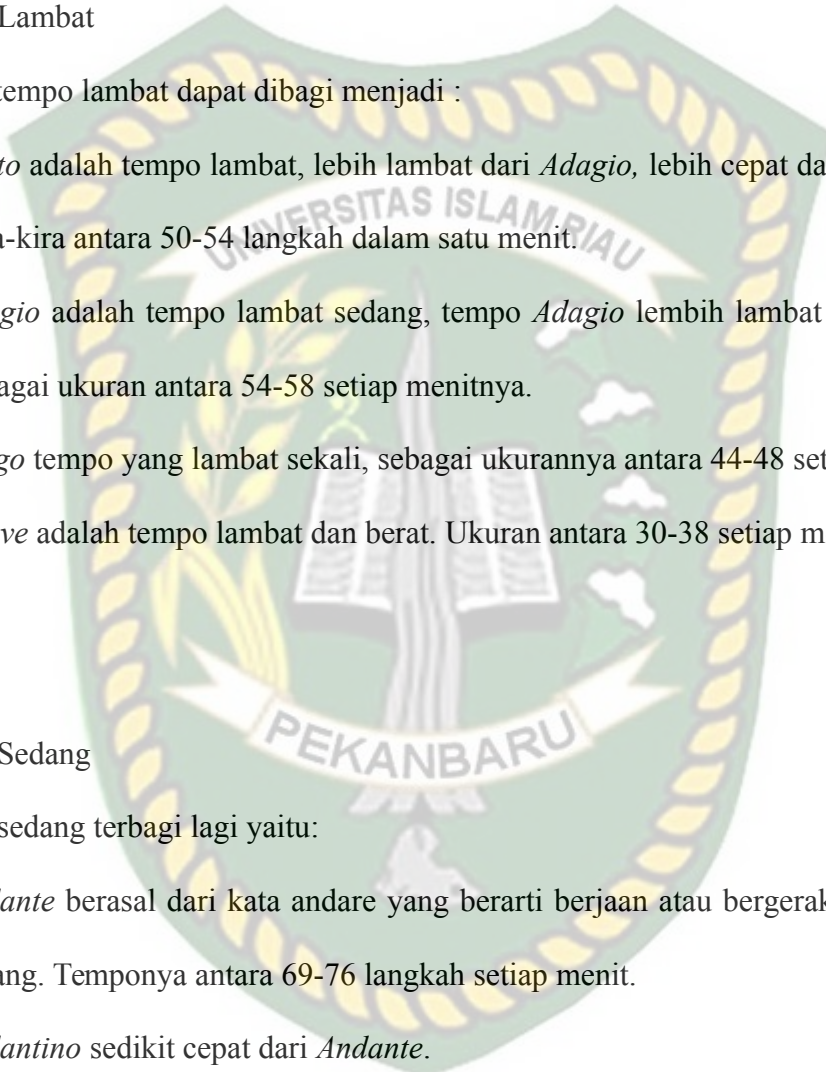 Lambat
tempo lambat dapat dibagi menjadi :
to adalah tempo lambat, lebih lambat dari Adagio, lebih cepat da
a-kira antara 50-54 langkah dalam satu menit.
UNIVERSITAS ISLAM RIAU
gio adalah tempo lambat sedang, tempo Adagio lembih lambat
agai ukuran antara 54-58 setiap menitnya.
go tempo yang lambat sekali, sebagai ukurannya antara 44-48 set
ve adalah tempo lambat dan berat. Ukuran antara 30-38 setiap m
PEKANBARU
Sedang
sedang terbagi lagi yaitu:
dante berasal dari kata andare yang berarti berjaan atau bergerak
ang. Temponya antara 69-76 langkah setiap menit.
dantino sedikit cepat dari Andante.